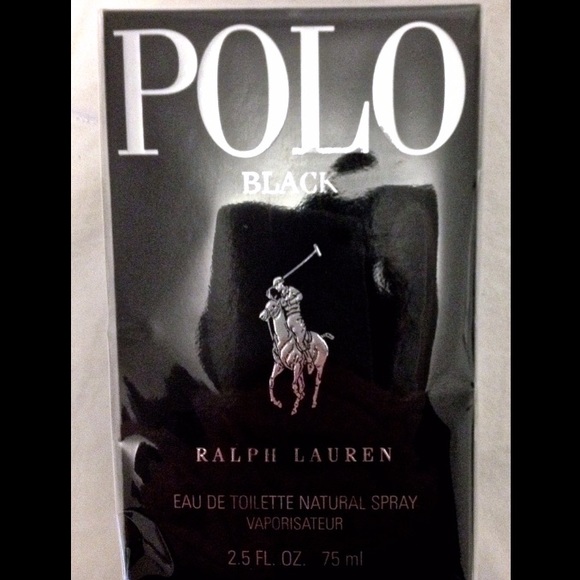 POLO
BLACK
RALPH LAUREN
EAU DE TOILETTE NATURAL SPRAY
VAPORISATEUR
2.5 FL. OZ. 75 ml